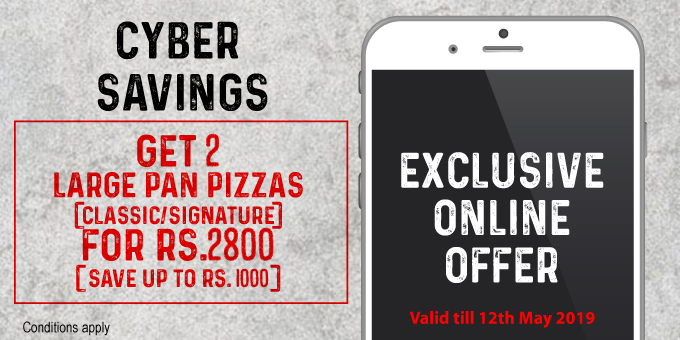 CYBER
SAVINGS
GET 2
LARGE PAN PIZZAS
[CLASSIC/SIGNATURE]
FOR RS.2800
[SAVE UP TO RS. 1000]
Conditions apply
EXCLUSIVE
ONLINE
OFFER
Valid till 12th May 2019